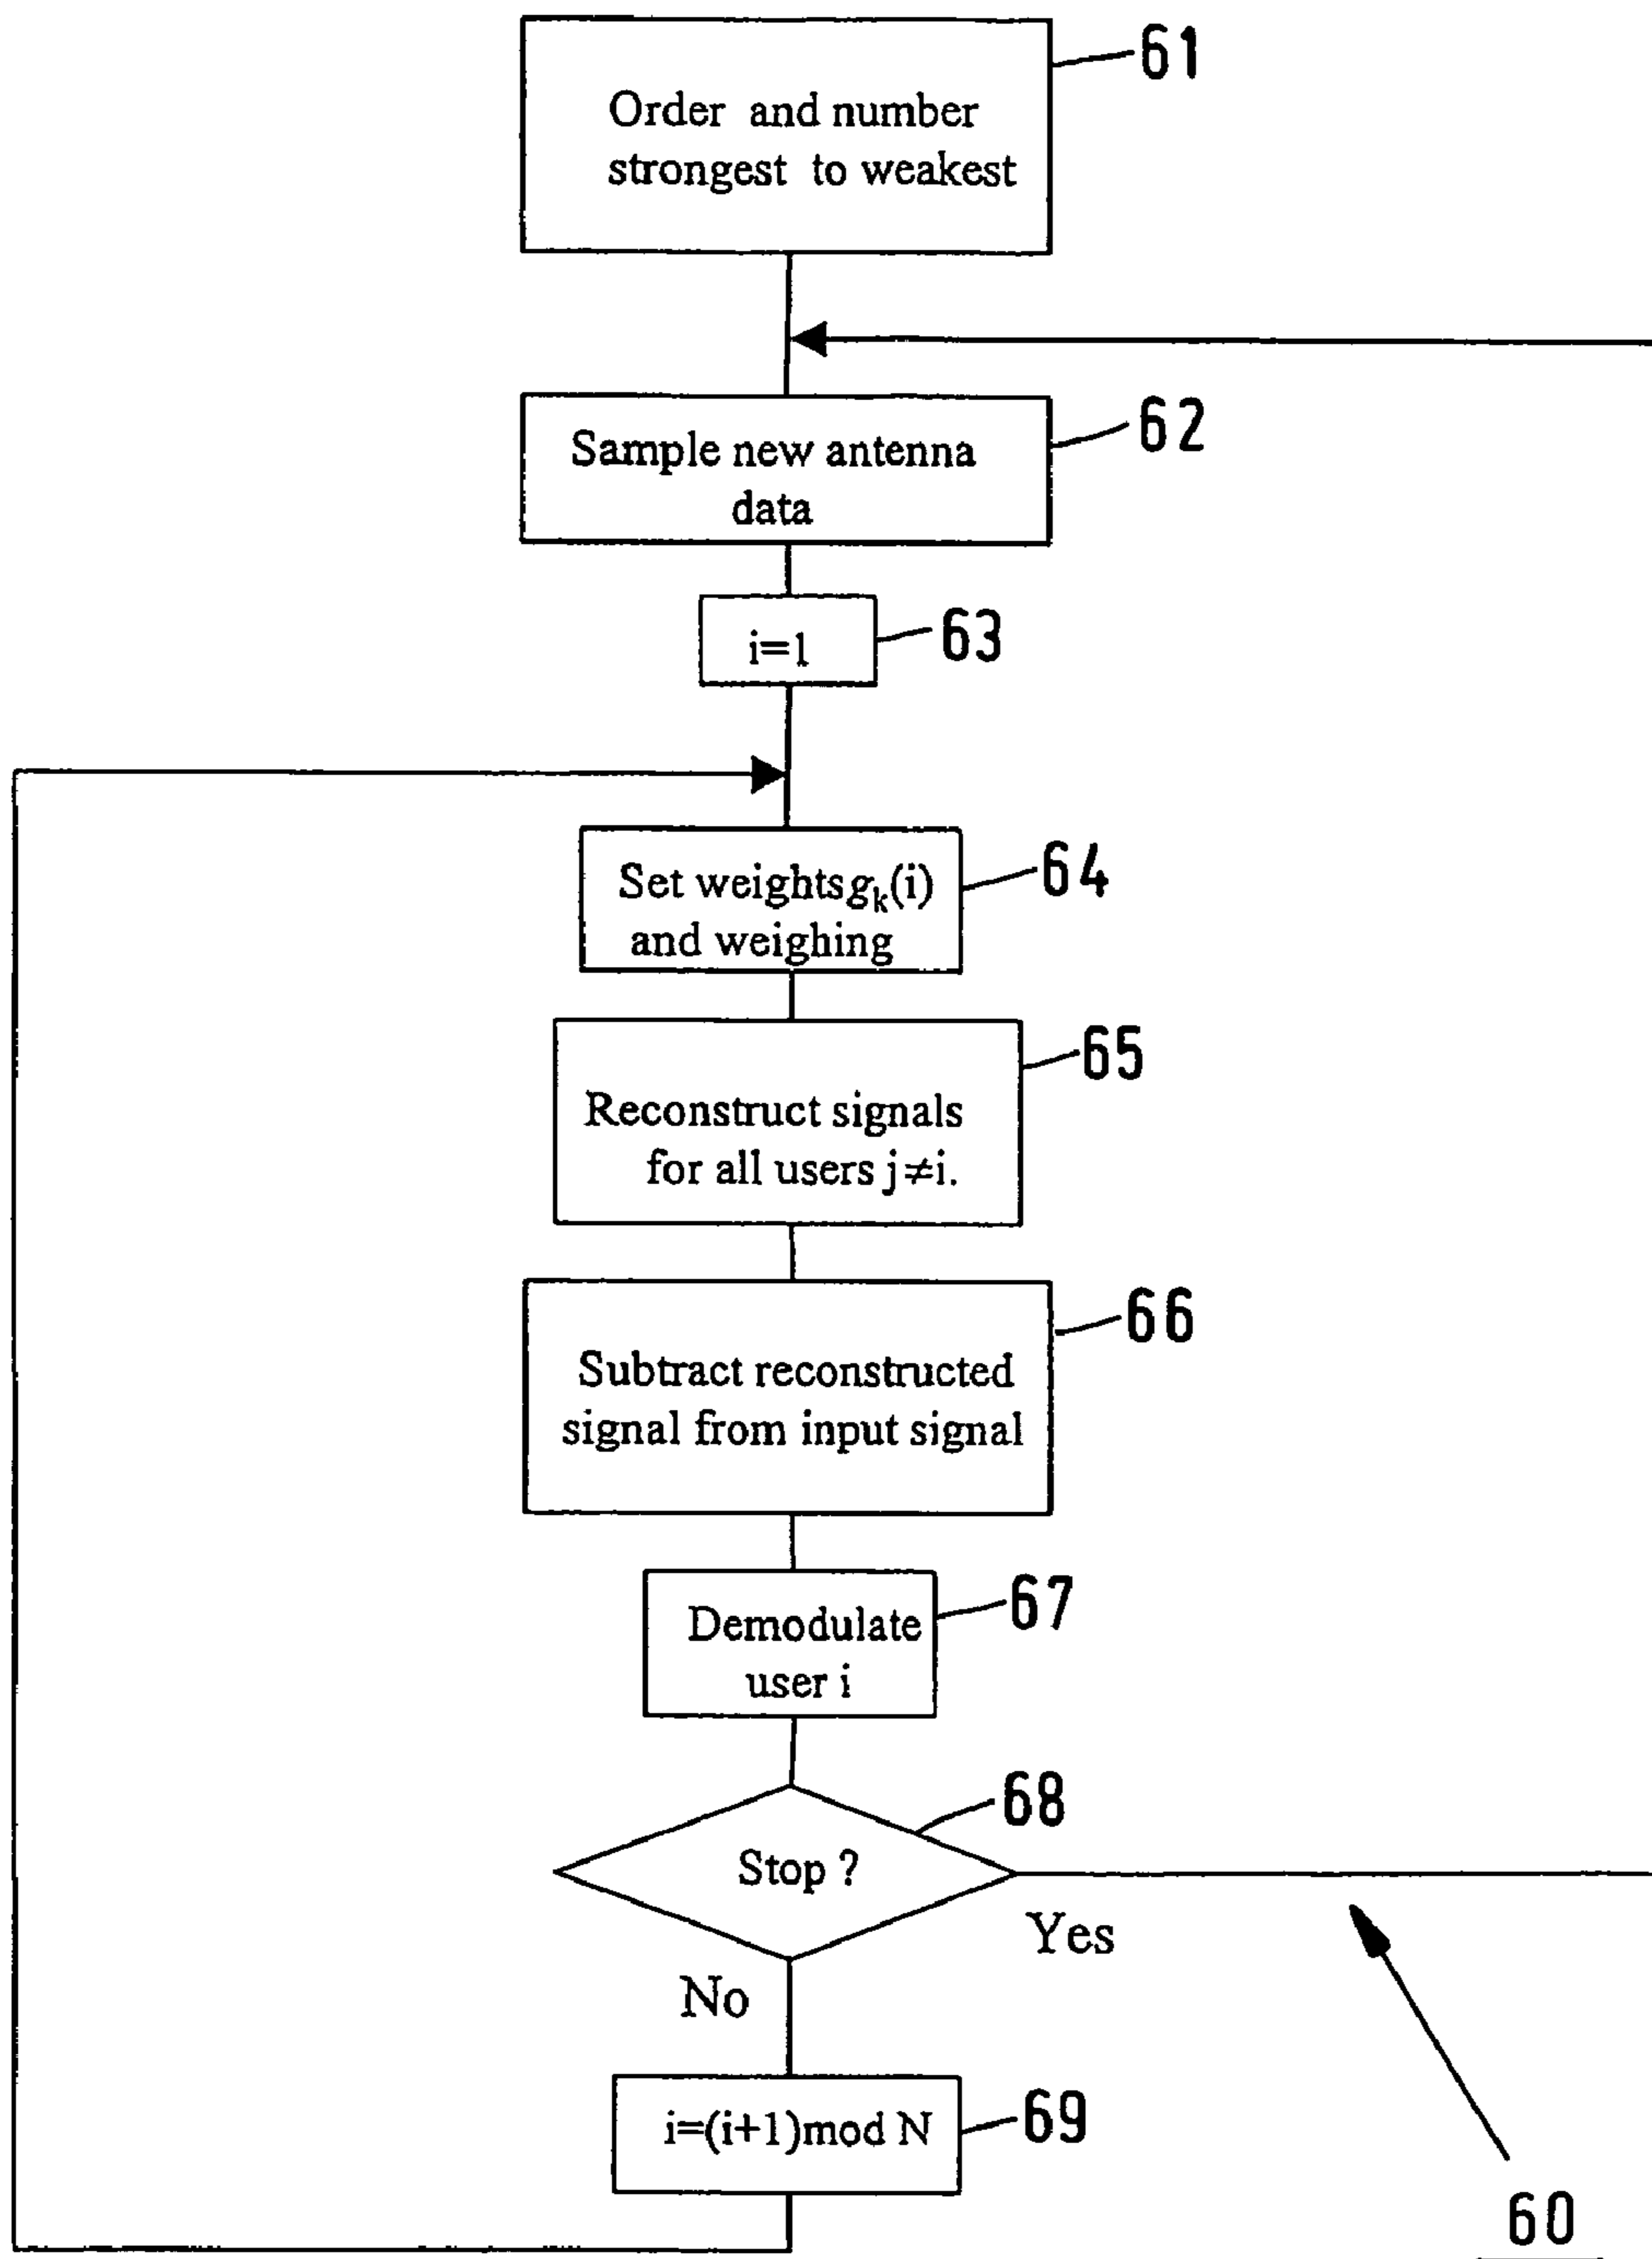 61
Order and number
strongest to weakest
62
Sample new antenna
data
63
i=1
64
Set weights gₖ(i)
and weighing
65
Reconstruct signals
for all users j≠i.
66
Subtract reconstructed
signal from input signal
67
Demodulate
user i
68
Stop ?
Yes
No
69
i=(i+1)mod N
60